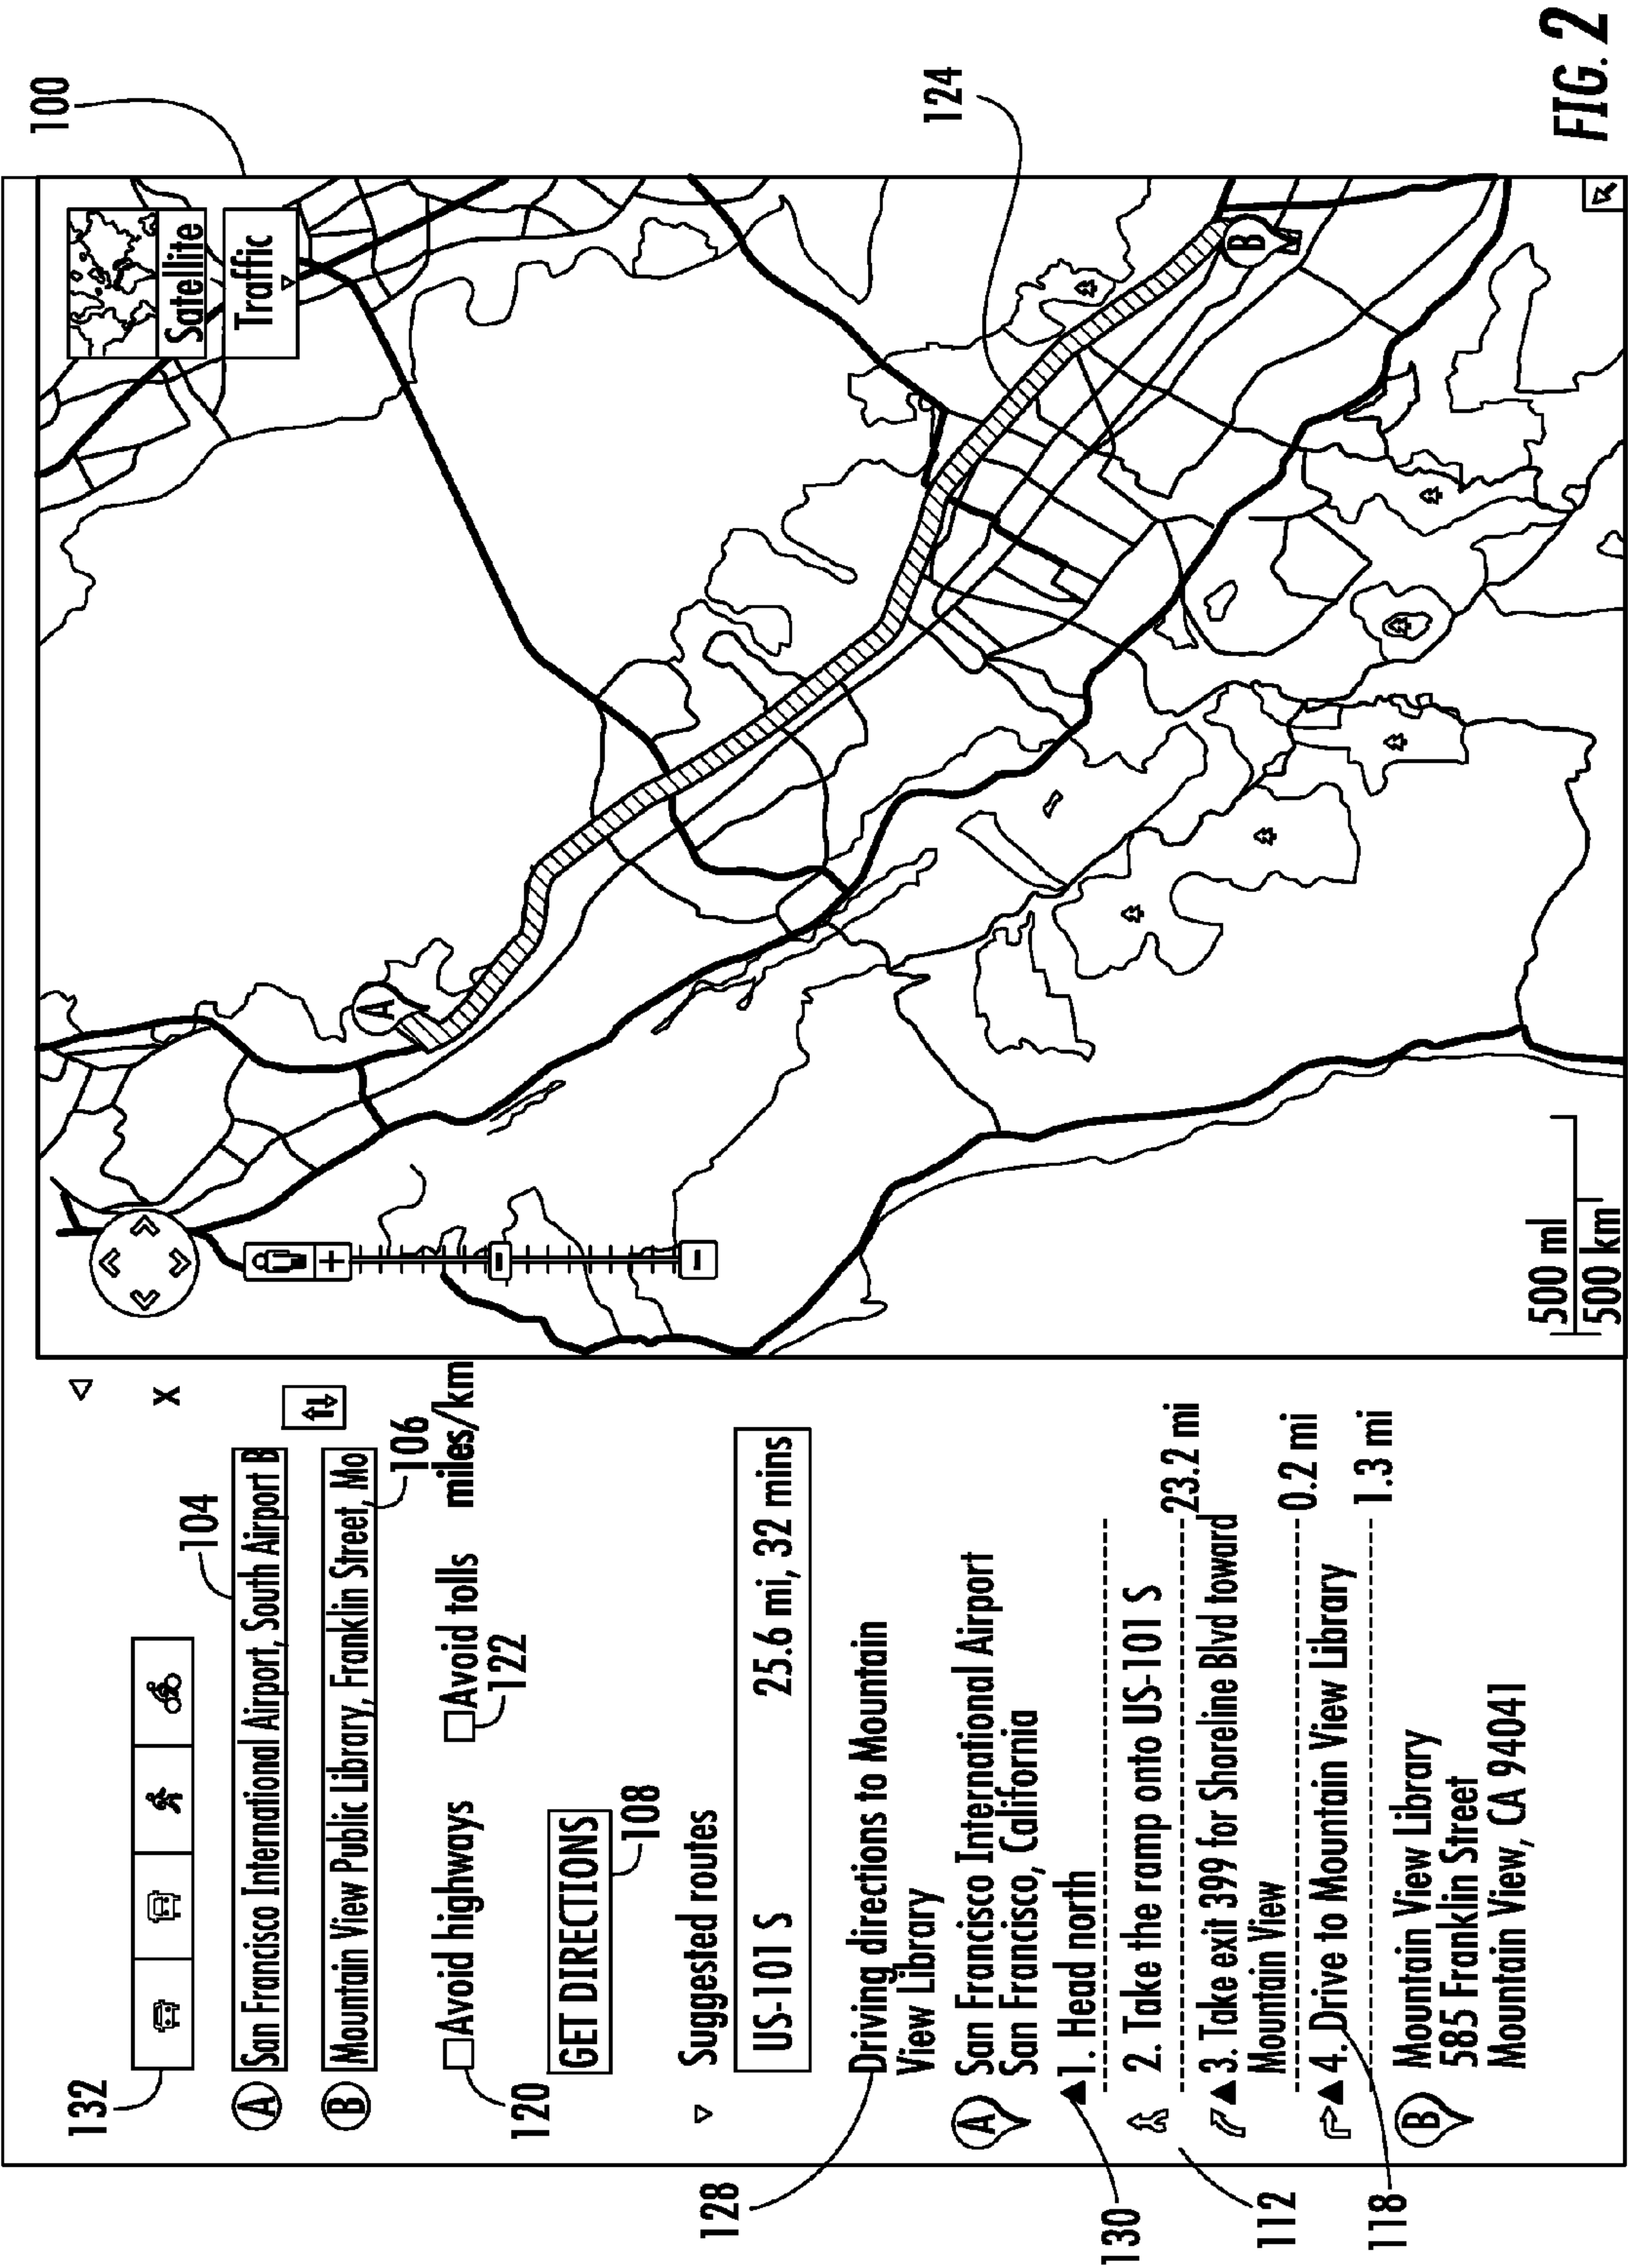 132
104
A San Francisco International Airport, South Airport B
B Mountain View Public Library, Franklin Street, Mo
106
x
Avoid highways
Avoid tolls
miles/km
120
122
GET DIRECTIONS
108
Suggested routes
US-101 S 25.6 mi, 32 mins
128
Driving directions to Mountain
View Library
A San Francisco International Airport
San Francisco, California
130
1. Head north
112
2. Take the ramp onto US-101 S
23.2 mi
3. Take exit 399 for Shoreline Blvd toward
Mountain View
0.2 mi
118
4. Drive to Mountain View Library
1.3 mi
B Mountain View Library
585 Franklin Street
Mountain View, CA 94041
100
Satellite
Traffic
+
-
-
A
124
B
500 ml
500 km
FIG. 2